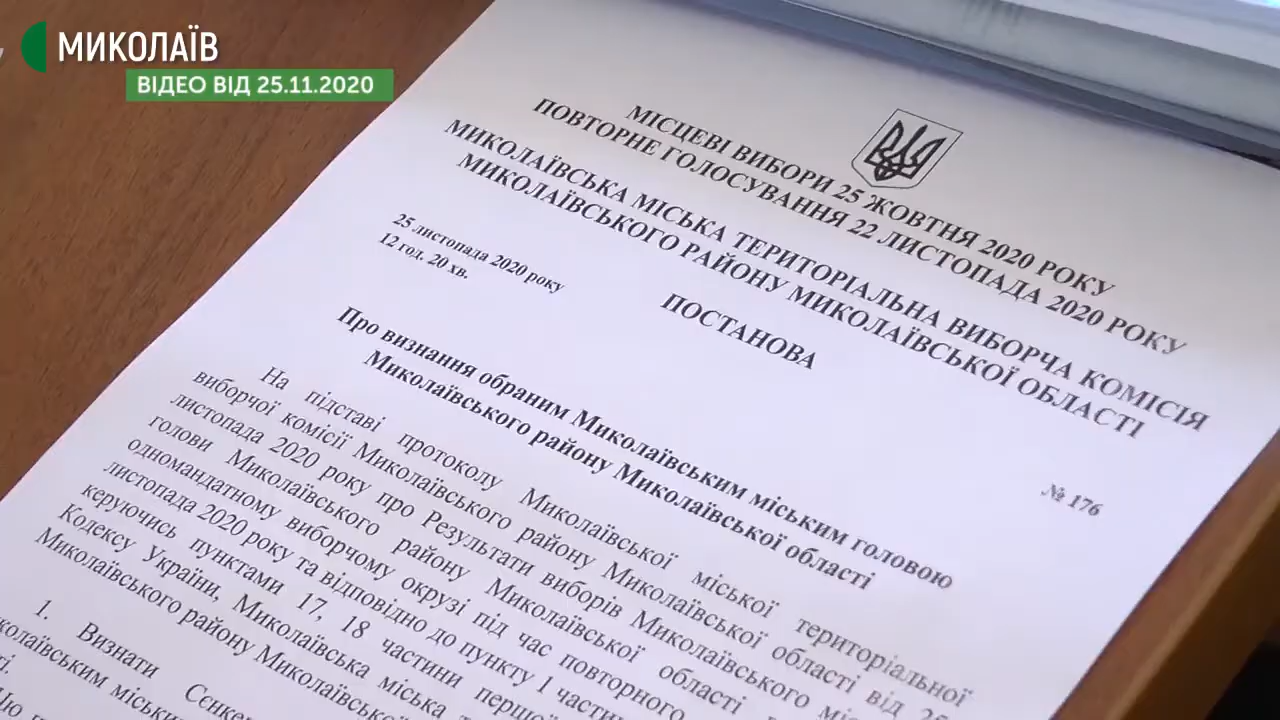 МИКОЛАЇВ
ВІДЕО ВІД 25.11.2020
МІСЦЕВІ ВИБОРИ 25 ЖОВТНЯ 2020 РОКУ
ПОВТОРНЕ ГОЛОСУВАННЯ 22 ЛИСТОПАДА 2020 РОКУ
МИКОЛАЇВСЬКА МІСЬКА ТЕРИТОРІАЛЬНА ВИБОРЧА КОМІСІЯ
МИКОЛАЇВСЬКОГО РАЙОНУ МИКОЛАЇВСЬКОЇ ОБЛАСТІ
ПОСТАНОВА
25 листопада 2020 року
12 год. 20 хв.
№ 176
Про визнання обраним Миколаївським міським головою
Миколаївського району Миколаївської області
На підставі протоколу Миколаївської міської територіальної
виборчої комісії Миколаївського району Миколаївської області від 25
листопада 2020 року про Результати виборів Миколаївського
голови Миколаївського району Миколаївської області
одномандатному виборчому окрузі під час повторного
листопада 2020 року та відповідно до пункту 1
керуючись пунктами 17, 18 частини першої
Кодексу України, Миколаївська міська
Миколаївського району Миколаївської
1. Визнати
міським